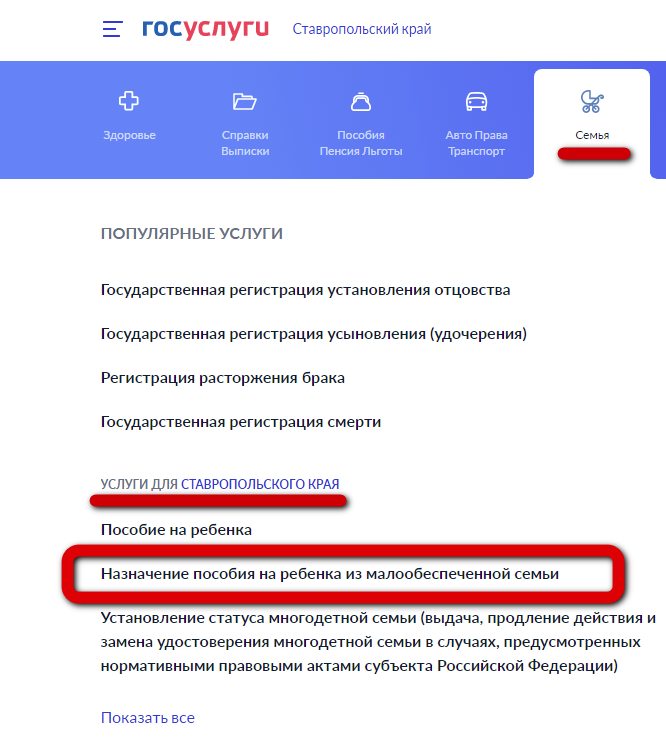 госуслуги Ставропольский край
Здоровье
Справки
Выписки
Пособия
Пенсия Льготы
Авто Права
Транспорт
Семья
ПОПУЛЯРНЫЕ УСЛУГИ
Государственная регистрация установления отцовства
Государственная регистрация усыновления (удочерения)
Регистрация расторжения брака
Государственная регистрация смерти
УСЛУГИ ДЛЯ СТАВРОПОЛЬСКОГО КРАЯ
Пособие на ребенка
Назначение пособия на ребенка из малообеспеченной семьи
Установление статуса многодетной семьи (выдача, продление действия и
замена удостоверения многодетной семьи в случаях, предусмотренных
нормативными правовыми актами субъекта Российской Федерации)
Показать все